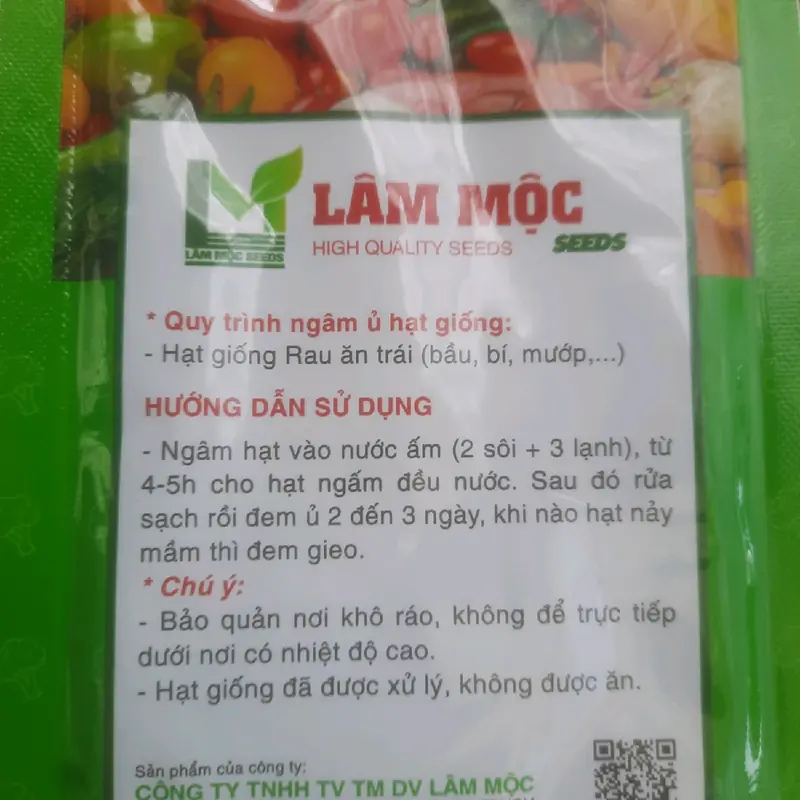 LÂM MỘC SEEDS
LÂM MỘC
HIGH QUALITY SEEDS
SEEDS
* Quy trình ngâm ủ hạt giống:
- Hạt giống Rau ăn trái (bầu, bí, mướp,...)
HƯỚNG DẪN SỬ DỤNG
- Ngâm hạt vào nước ấm (2 sôi + 3 lạnh), từ
4-5h cho hạt ngấm đều nước. Sau đó rửa
sạch rồi đem ủ 2 đến 3 ngày, khi nào hạt nảy
mầm thì đem gieo.
* Chú ý:
- Bảo quản nơi khô ráo, không để trực tiếp
dưới nơi có nhiệt độ cao.
- Hạt giống đã được xử lý, không được ăn.
Sản phẩm của công ty:
CÔNG TY TNHH TV TM DV LÂM MỘC